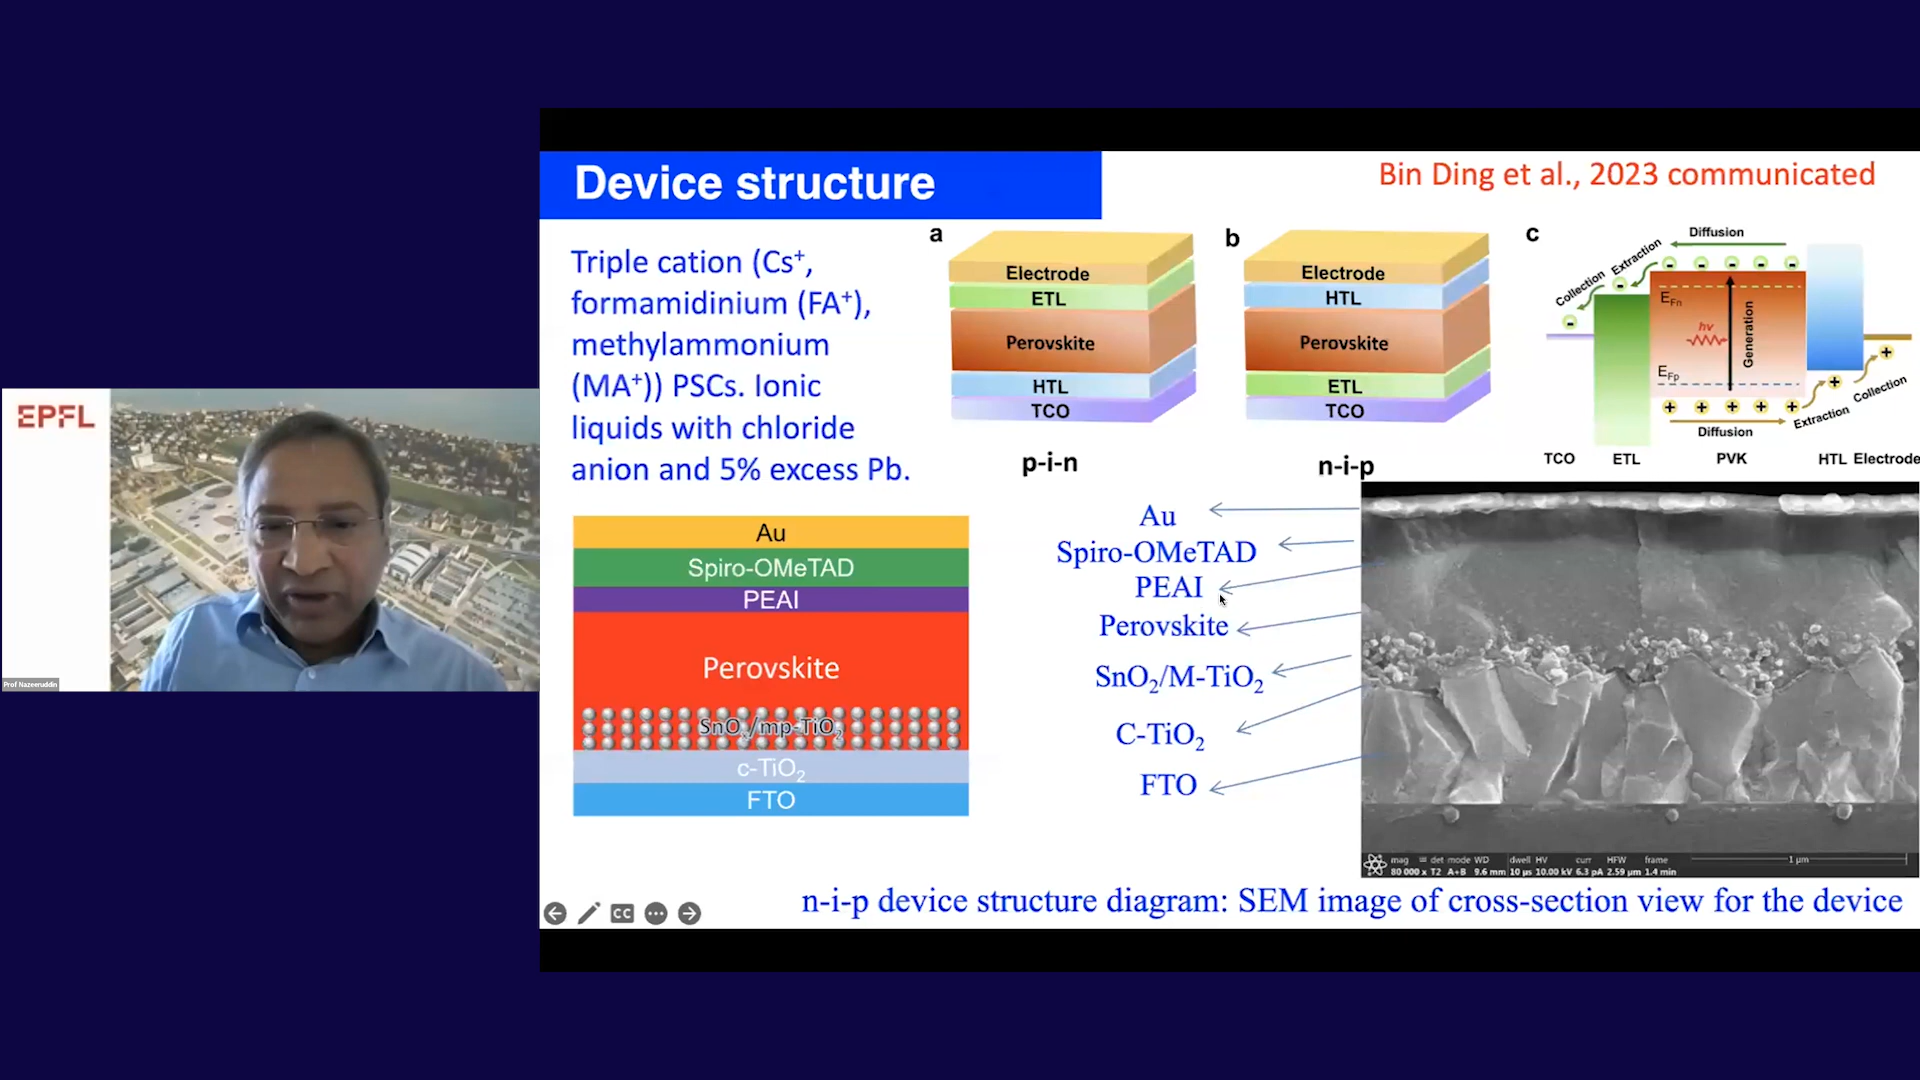 Device structure
Bin Ding et al., 2023 communicated
Triple cation (Cs⁺,
formamidinium (FA⁺),
methylammonium
(MA⁺)) PSCs. Ionic
liquids with chloride
anion and 5% excess Pb.
a
Electrode
ETL
Perovskite
HTL
TCO
p-i-n
b
Electrode
HTL
Perovskite
ETL
TCO
n-i-p
c
Diffusion
Extraction
Collection
E_Fn
hv
Generation
E_Fp
Diffusion
Extraction
Collection
TCO ETL PVK HTL Electrode
EPFL
Prof Nazeeruddin
Au
Spiro-OMeTAD
PEAI
Perovskite
SnOₓ/mp-TiO₂
c-TiO₂
FTO
Au
Spiro-OMeTAD
PEAI
Perovskite
SnO₂/M-TiO₂
C-TiO₂
FTO
mag det mode WD dwell HV curr HFW frame
80 000 x T2 A+B 9.6 mm 10 µs 10.00 kV 6.3 pA 2.59 µm 1.4 min
1 µm
CC
n-i-p device structure diagram: SEM image of cross-section view for the device